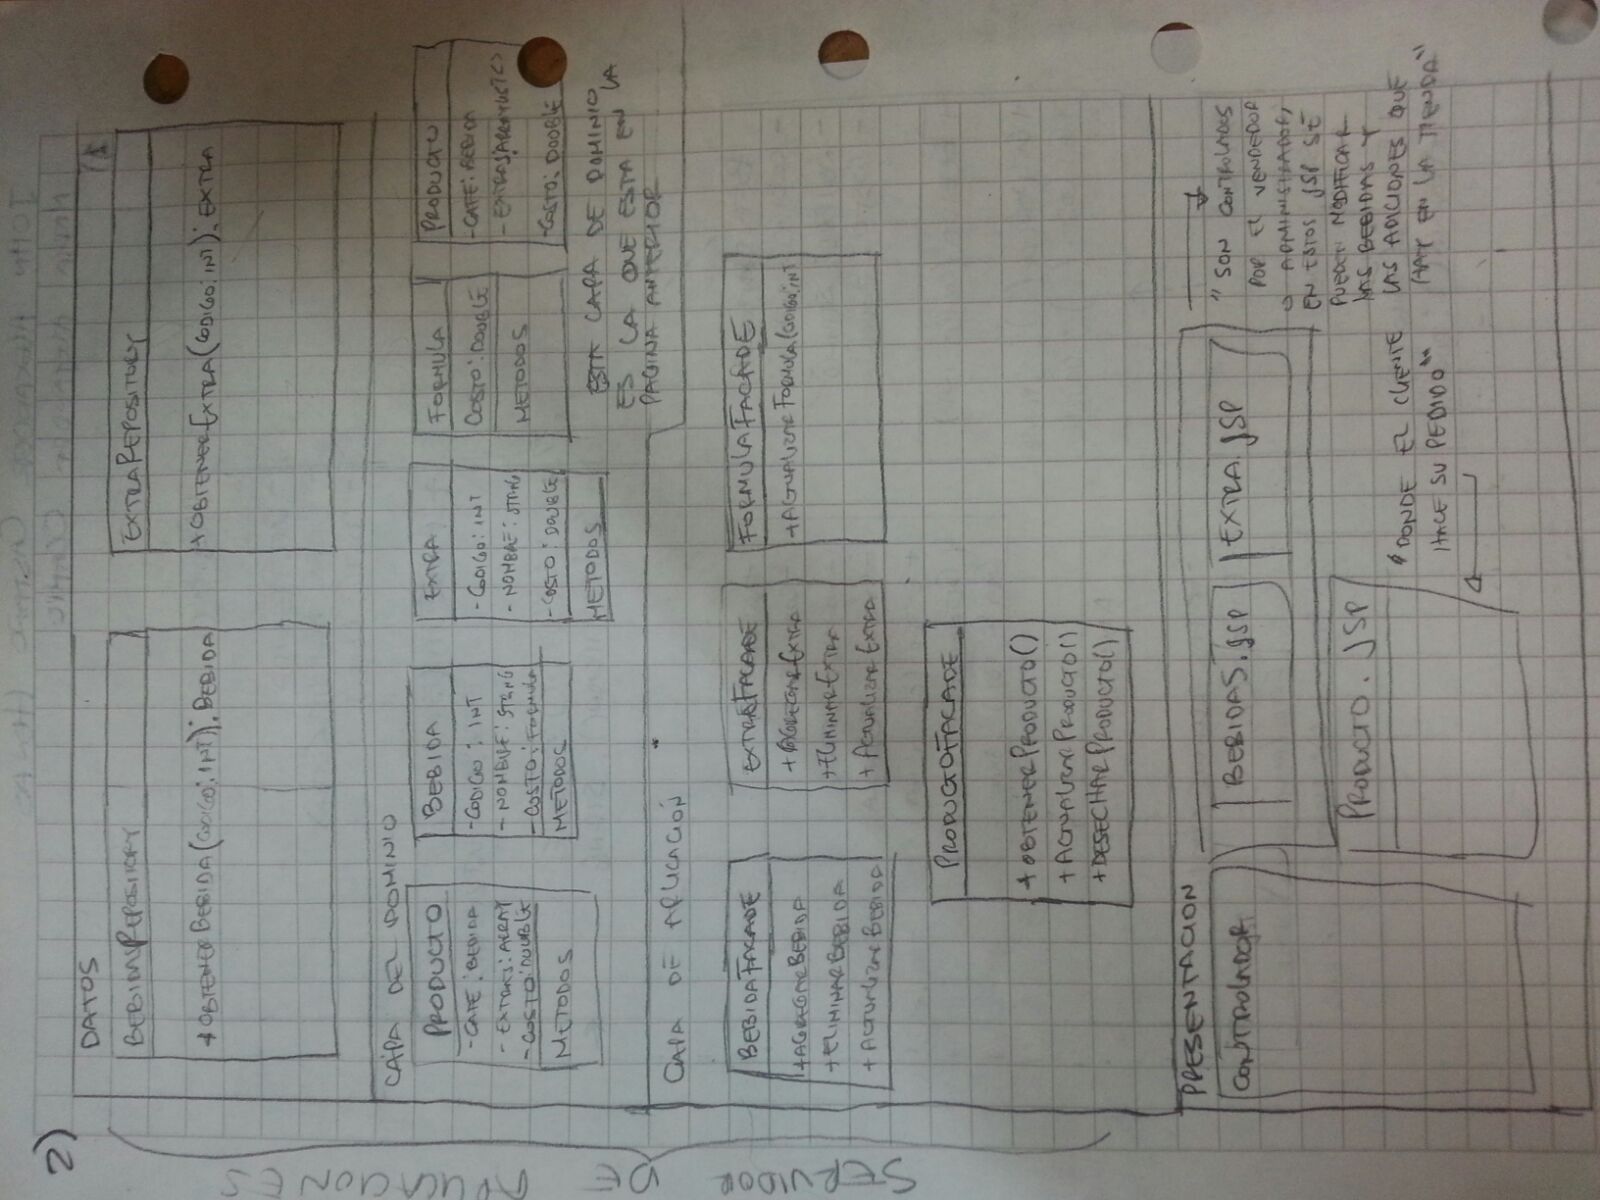 2)
DATOS
BEBIDAREPOSITORY
+OBTENERBEBIDA(CODIGO:INT):BEBIDA
EXTRAREPOSITORY
+OBTENEREXTRA(CODIGO:INT):EXTRA
CAPA DEL DOMINIO
PRODUCTO
-CAFE:BEBIDA
-EXTRAS:ARRAY
-COSTO:DOUBLE
METODOS
BEBIDA
-CODIGO:INT
-NOMBRE:STRING
-COSTO:FORMULA
METODOS
EXTRA
-CODIGO:INT
-NOMBRE:STRING
-COSTO:DOUBLE
METODOS
FORMULA
COSTO:DOUBLE
METODOS
PRODUCTO
-CAFE:BEBIDA
-COSTO:DOUBLE
ESTA CAPA DE DOMINIO
ES LA QUE ESTA EN LA
PAGINA ANTERIOR
CAPA DE APLICACIÓN
BEBIDAFACADE
+AGREGARBEBIDA
+ELIMINARBEBIDA
+ACTUALIZARBEBIDA
EXTRAFACADE
+AGREGAREXTRA
+ELIMINAREXTRA
+ACTUALIZAREXTRA
FORMULAFACADE
+ACTUALIZARFORMULA(CODIGO:INT
PRODUCTOFACADE
+OBTENERPRODUCTO()
+ACTUALIZARPRODUCTO()
+DESECHARPRODUCTO()
SERVIDOR
DE
APLICACIONES
PRESENTACION
CONTROLADOR
BEBIDAS.JSP
EXTRA.JSP
PRODUCTO.JSP
"SON CONTROLADOS
POR EL VENDEDOR
O ADMINISTRADOR,
EN ESTOS JSP SE
PUEDEN MODIFICAR
LAS BEBIDAS Y
LAS ADICIONES QUE
HAY EN LA TIENDA"
"DONDE EL CLIENTE
HACE SU PEDIDO"